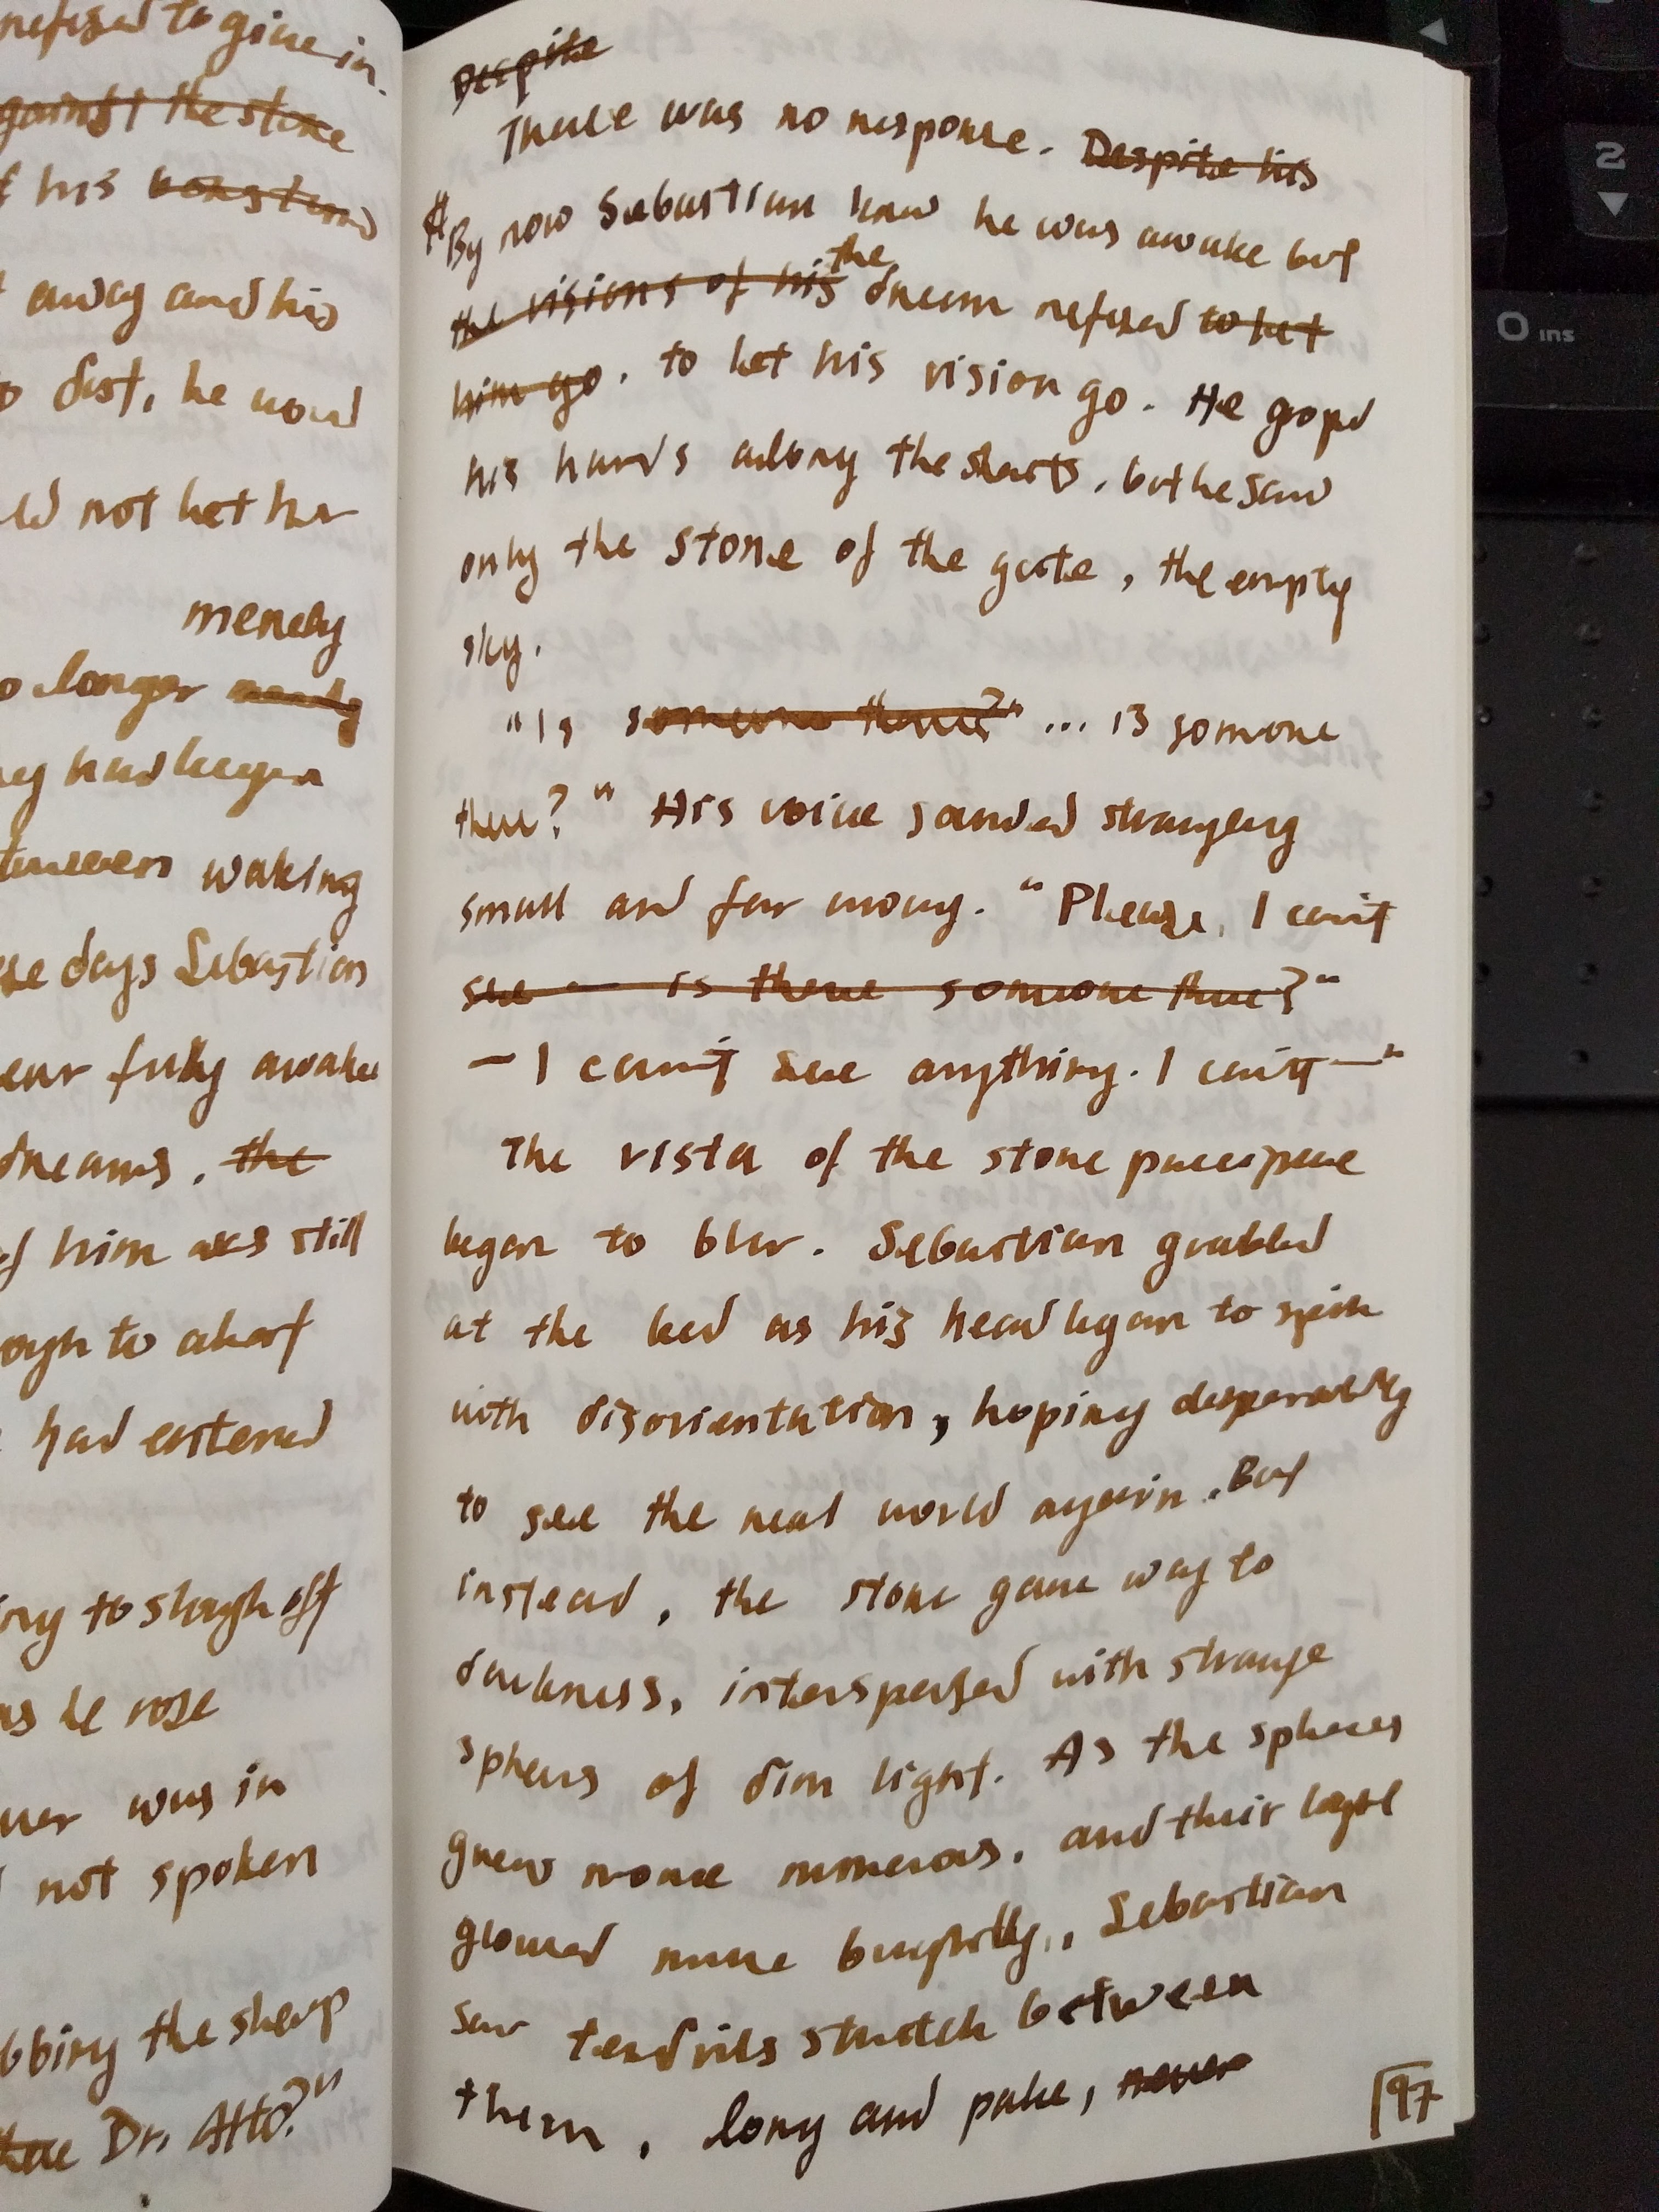 refused to give in.
gainst the stone
his
away and his
dust, he would
ld not let her
merely
o longer merely
ey had begun
between waking
se days Sebastian
ear fully awake
dreams, the
of him was still
ough to alert
had entered
ing to slough off
as he rose
was in
not spoken
bbing the sleep
Dr. Atto?"
Despite
There was no response. Despite his
By now Sebastian knew he was awake but
the
the visions of his dream refused to let
him go. to let his vision go. He groped
his hands along the sheets, but he saw
only the stone of the gate, the empty
sky.
"Is someone there?" ... is someone
there?" His voice sounded strangely
small and far away. "Please, I can't
see — is there someone there?"
— I can't see anything. I can't —"
The vista of the stone
began to blur. Sebastian grabbed
at the bed as his head began to spin
with disorientation, hoping desperately
to see the real world again. But
instead, the stone gave way to
darkness, interspersed with strange
spheres of dim light. As the spheres
grew more numerous, and their light
glowed more brightly, Sebastian
saw tendrils stretch between
them, long and pale, never
97
2
0 ins